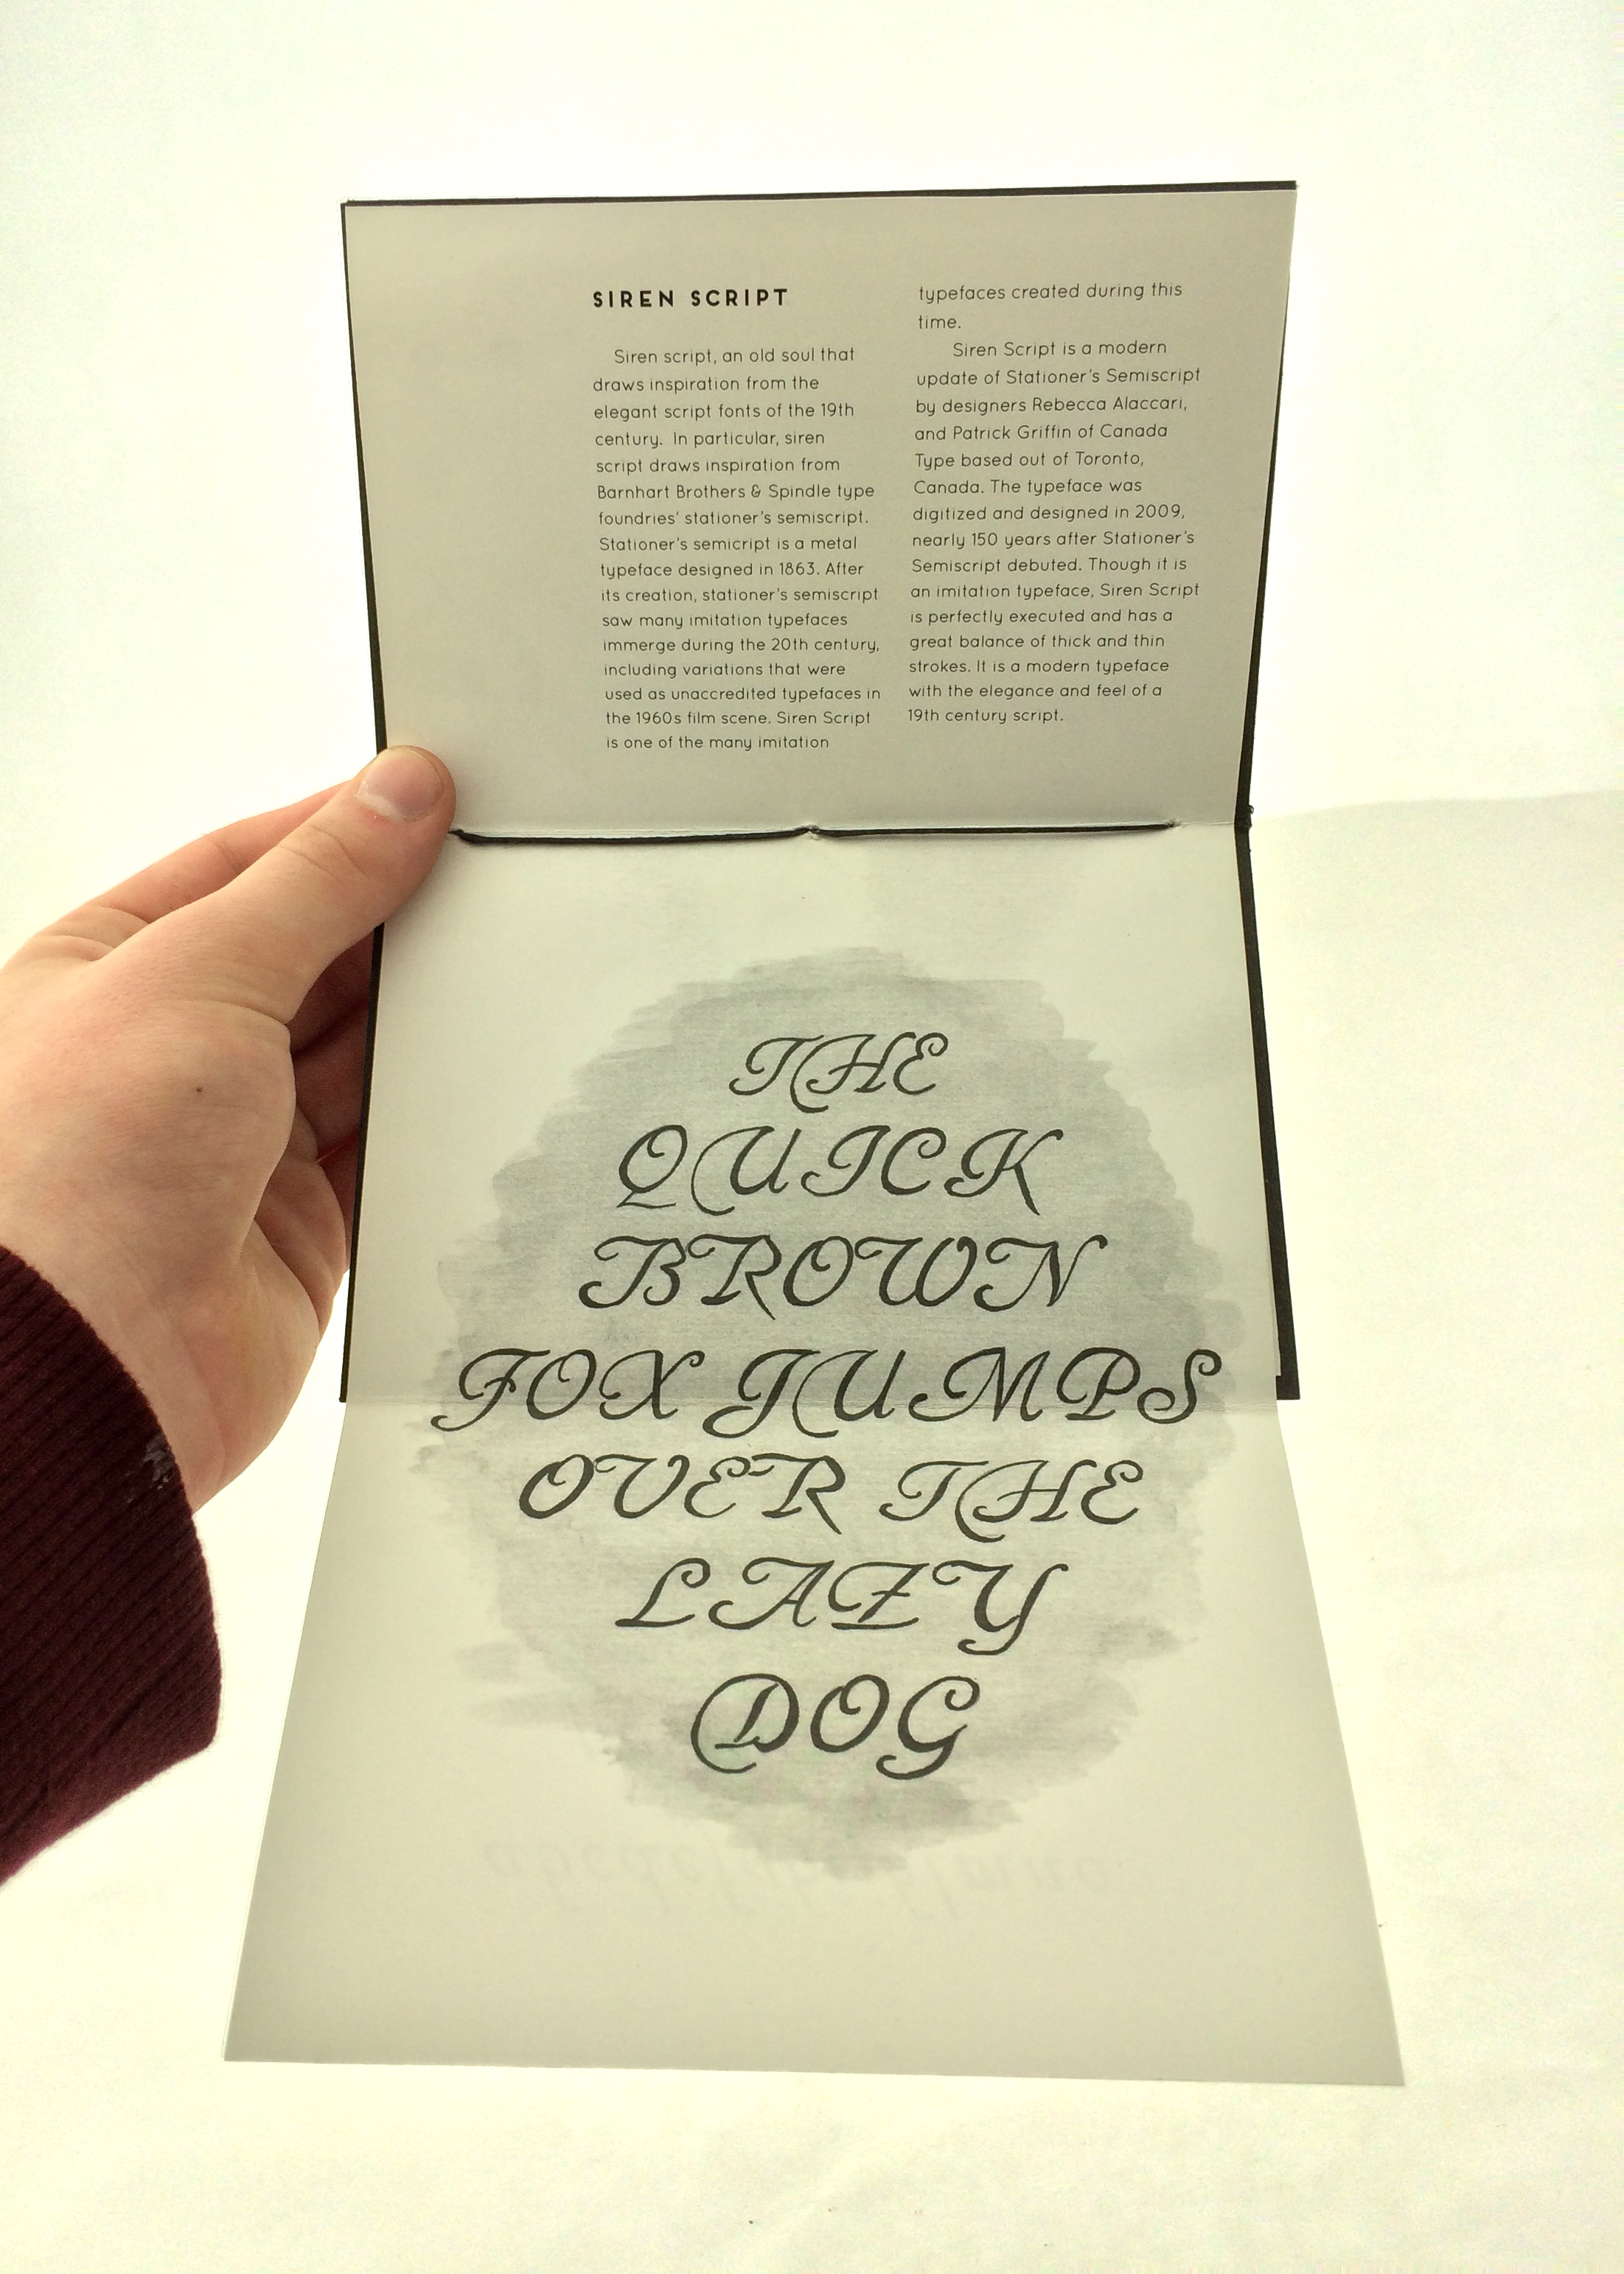 SIREN SCRIPT
Siren script, an old soul that
draws inspiration from the
elegant script fonts of the 19th
century. In particular, siren
script draws inspiration from
Barnhart Brothers & Spindle type
foundries' stationer's semiscript.
Stationer's semicript is a metal
typeface designed in 1863. After
its creation, stationer's semiscript
saw many imitation typefaces
immerge during the 20th century,
including variations that were
used as unaccredited typefaces in
the 1960s film scene. Siren Script
is one of the many imitation
typefaces created during this
time.
Siren Script is a modern
update of Stationer's Semiscript
by designers Rebecca Alaccari,
and Patrick Griffin of Canada
Type based out of Toronto,
Canada. The typeface was
digitized and designed in 2009,
nearly 150 years after Stationer's
Semiscript debuted. Though it is
an imitation typeface, Siren Script
is perfectly executed and has a
great balance of thick and thin
strokes. It is a modern typeface
with the elegance and feel of a
19th century script.
THE
QUICK
BROWN
FOX JUMPS
OVER THE
LAZY
DOG